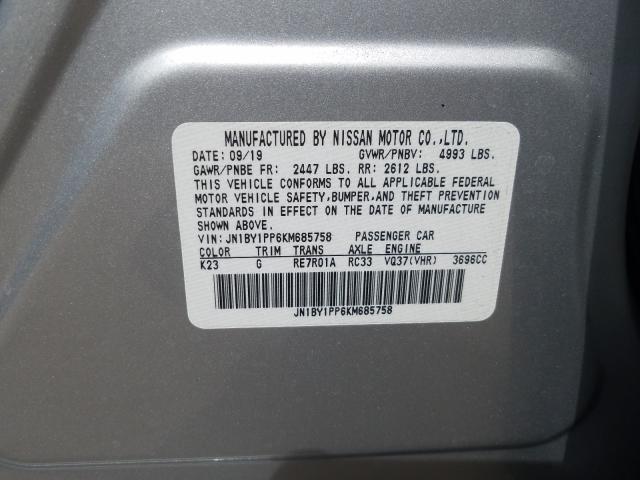 MANUFACTURED BY NISSAN MOTOR CO.,LTD.
DATE: 09/19 GVWR/PNBV: 4993 LBS.
GAWR/PNBE FR: 2447 LBS. RR: 2612 LBS.
THIS VEHICLE CONFORMS TO ALL APPLICABLE FEDERAL
MOTOR VEHICLE SAFETY,BUMPER,AND THEFT PREVENTION
STANDARDS IN EFFECT ON THE DATE OF MANUFACTURE
SHOWN ABOVE.
VIN: JN1BY1PP6KM685758 PASSENGER CAR
COLOR TRIM TRANS AXLE ENGINE
K23 G RE7R01A RC33 VQ37(VHR) 3696CC
JN1BY1PP6KM685758